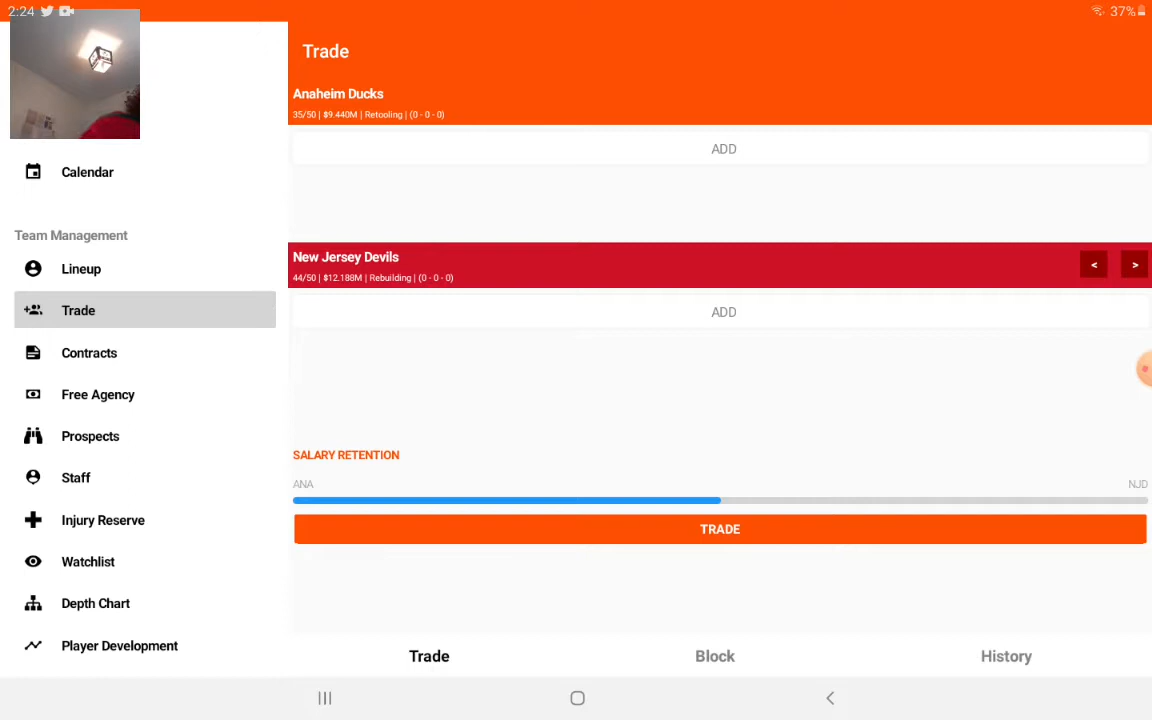 2:24
37%
Trade
Anaheim Ducks
35/50 | $9.440M | Retooling | (0 - 0 - 0)
ADD
Calendar
Team Management
Lineup
Trade
Contracts
Free Agency
Prospects
Staff
Injury Reserve
Watchlist
Depth Chart
Player Development
New Jersey Devils
44/50 | $12.188M | Rebuilding | (0 - 0 - 0)
< >
ADD
SALARY RETENTION
ANA NJD
TRADE
Trade Block History